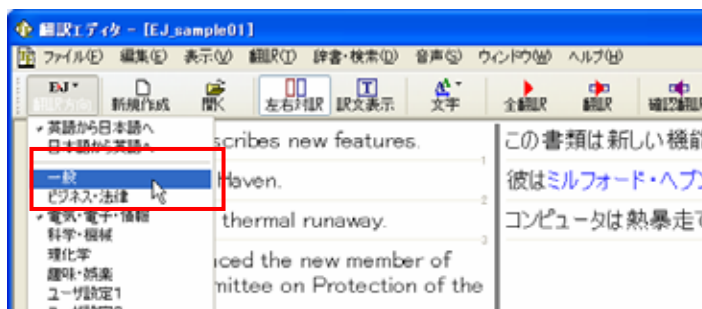 翻訳エディタ - [EJ_sample01]
ファイル(F) 編集(E) 表示(V) 翻訳(T) 辞書・検索(D) 音声(S) ウィンドウ(W) ヘルプ(H)
EJ
翻訳方向 新規作成 開く 左右対訳 訳文表示 文字 全翻訳 翻訳 確認翻訳
英語から日本語へ
日本語から英語へ
一般
ビジネス・法律
電気・電子・情報
科学・機械
理化学
趣味・娯楽
ユーザ設定1
scribes new features.
1
Haven.
2
thermal runaway.
3
ced the new member of
mittee on Protection of the
この書類は新しい機能
彼はミルフォード・ヘブン
コンピュータは熱暴走で